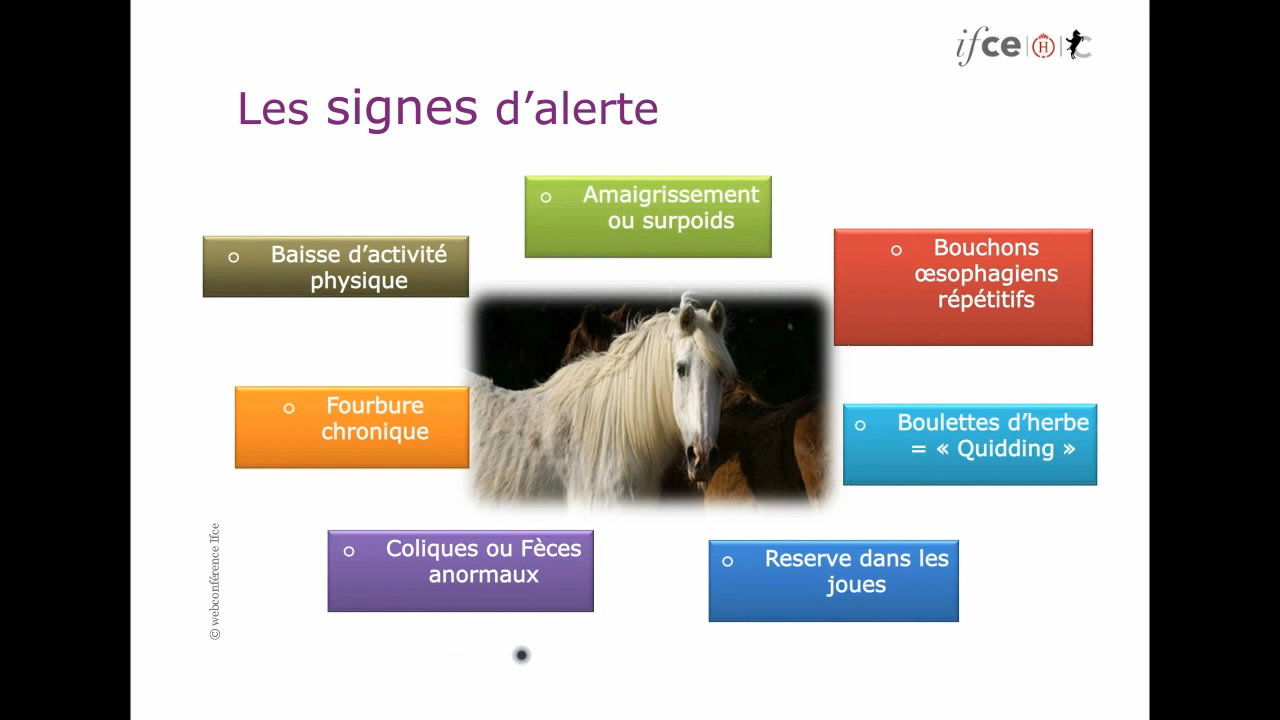 ifce
H
Les signes d’alerte
Amaigrissement
ou surpoids
Baisse d’activité
physique
Bouchons
œsophagiens
répétitifs
Fourbure
chronique
Boulettes d’herbe
= « Quidding »
Coliques ou Fèces
anormaux
Reserve dans les
joues
© webconférence Ifce